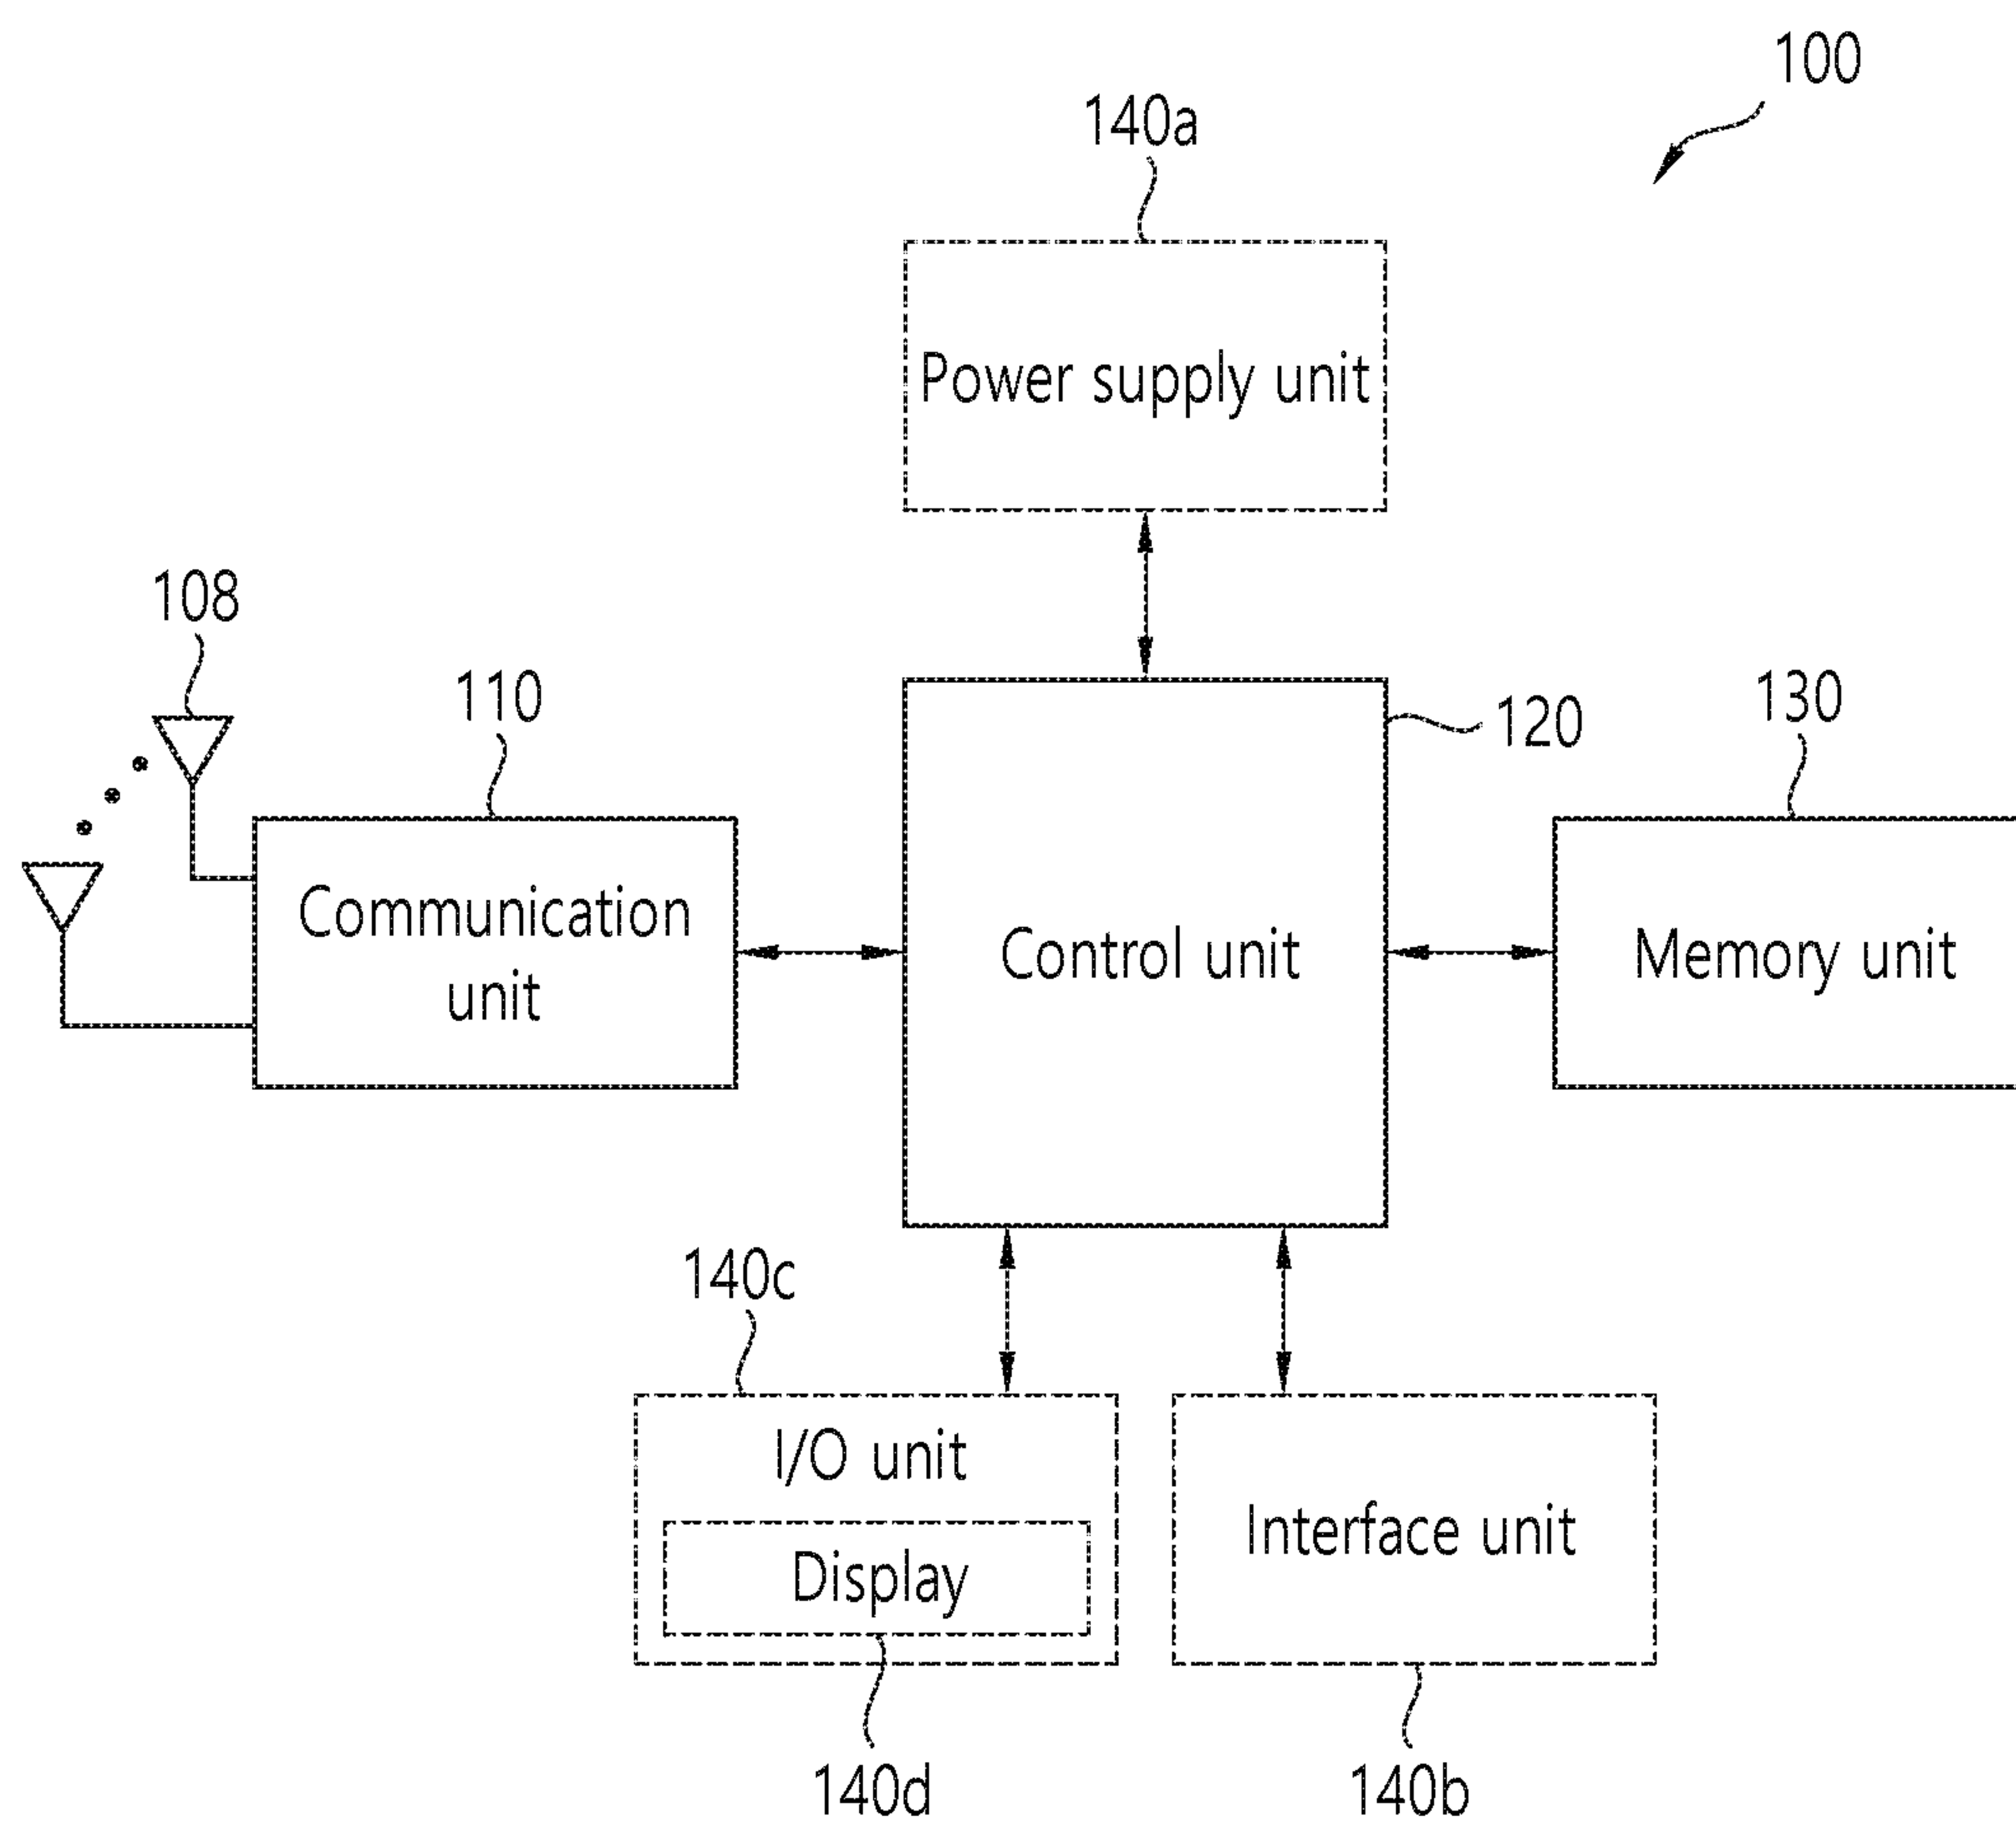 100
140a
Power supply unit
108
110
120
130
Communication
unit
Control unit
Memory unit
140c
I/O unit
Display
Interface unit
140d
140b